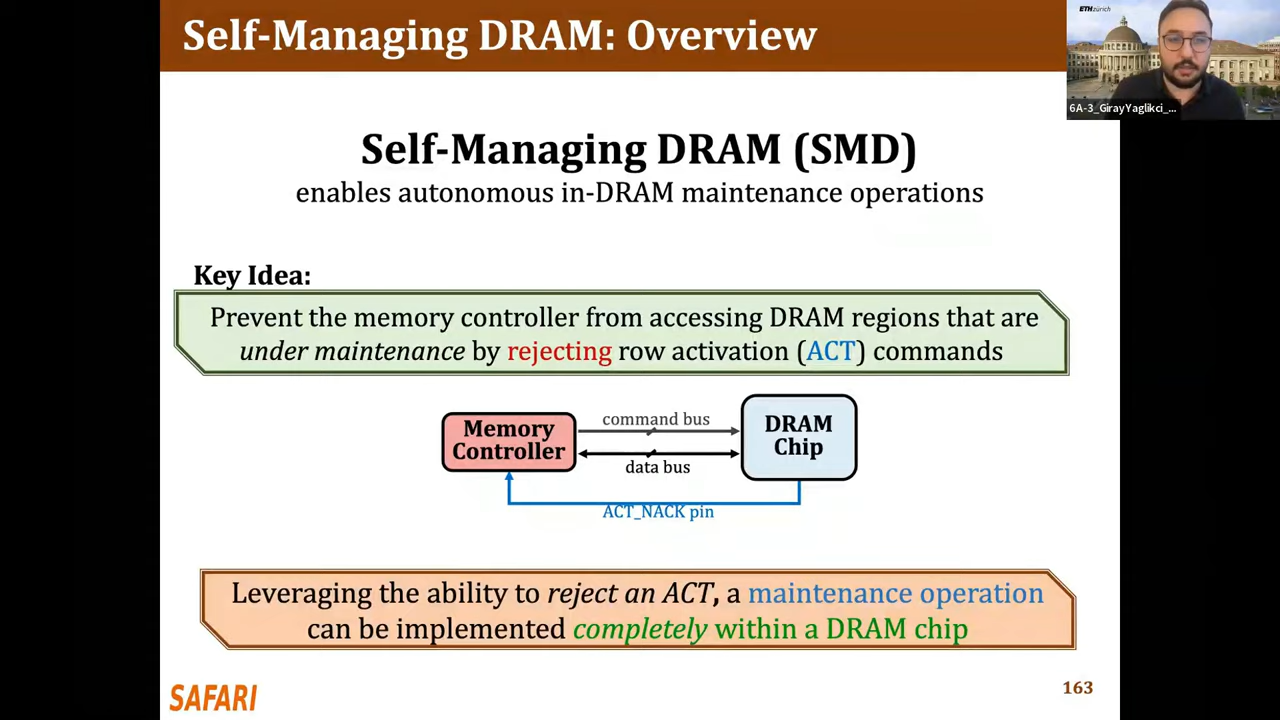 Self-Managing DRAM: Overview
ETH zürich
6A-3_GirayYaglikci_...
Self-Managing DRAM (SMD)
enables autonomous in-DRAM maintenance operations
Key Idea:
Prevent the memory controller from accessing DRAM regions that are
under maintenance by rejecting row activation (ACT) commands
Memory
Controller
command bus
data bus
DRAM
Chip
ACT_NACK pin
Leveraging the ability to reject an ACT, a maintenance operation
can be implemented completely within a DRAM chip
SAFARI
163